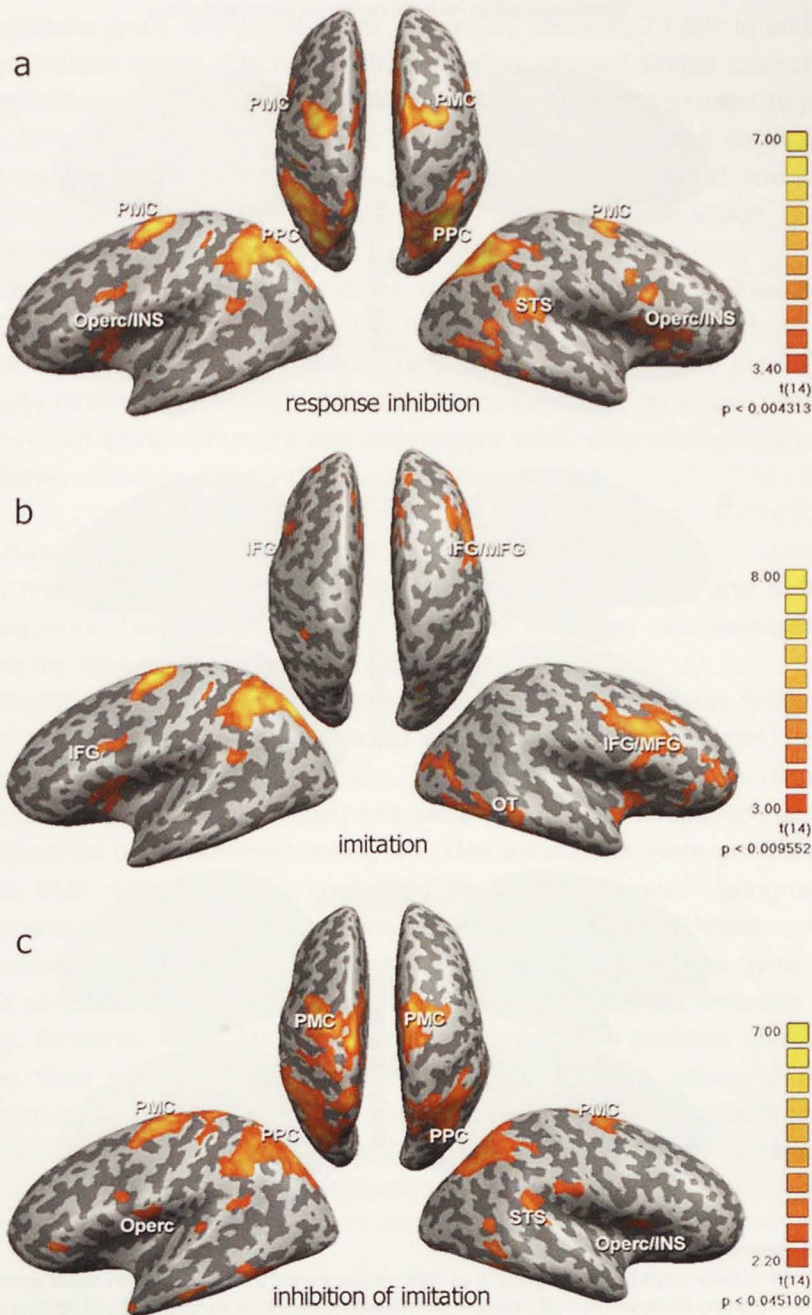 a
PMC
PMC
7.00
PMC
PMC
PPC
PPC
STS
Operc/INS
Operc/INS
3.40
t(14)
p < 0.004313
response inhibition
b
IFG
IFG/MFG
8.00
IFG
IFG/MFG
OT
3.00
t(14)
p < 0.009552
imitation
c
PMC
PMC
7.00
PMC
PMC
PPC
PPC
Operc
STS
Operc/INS
2.20
t(14)
p < 0.045100
inhibition of imitation